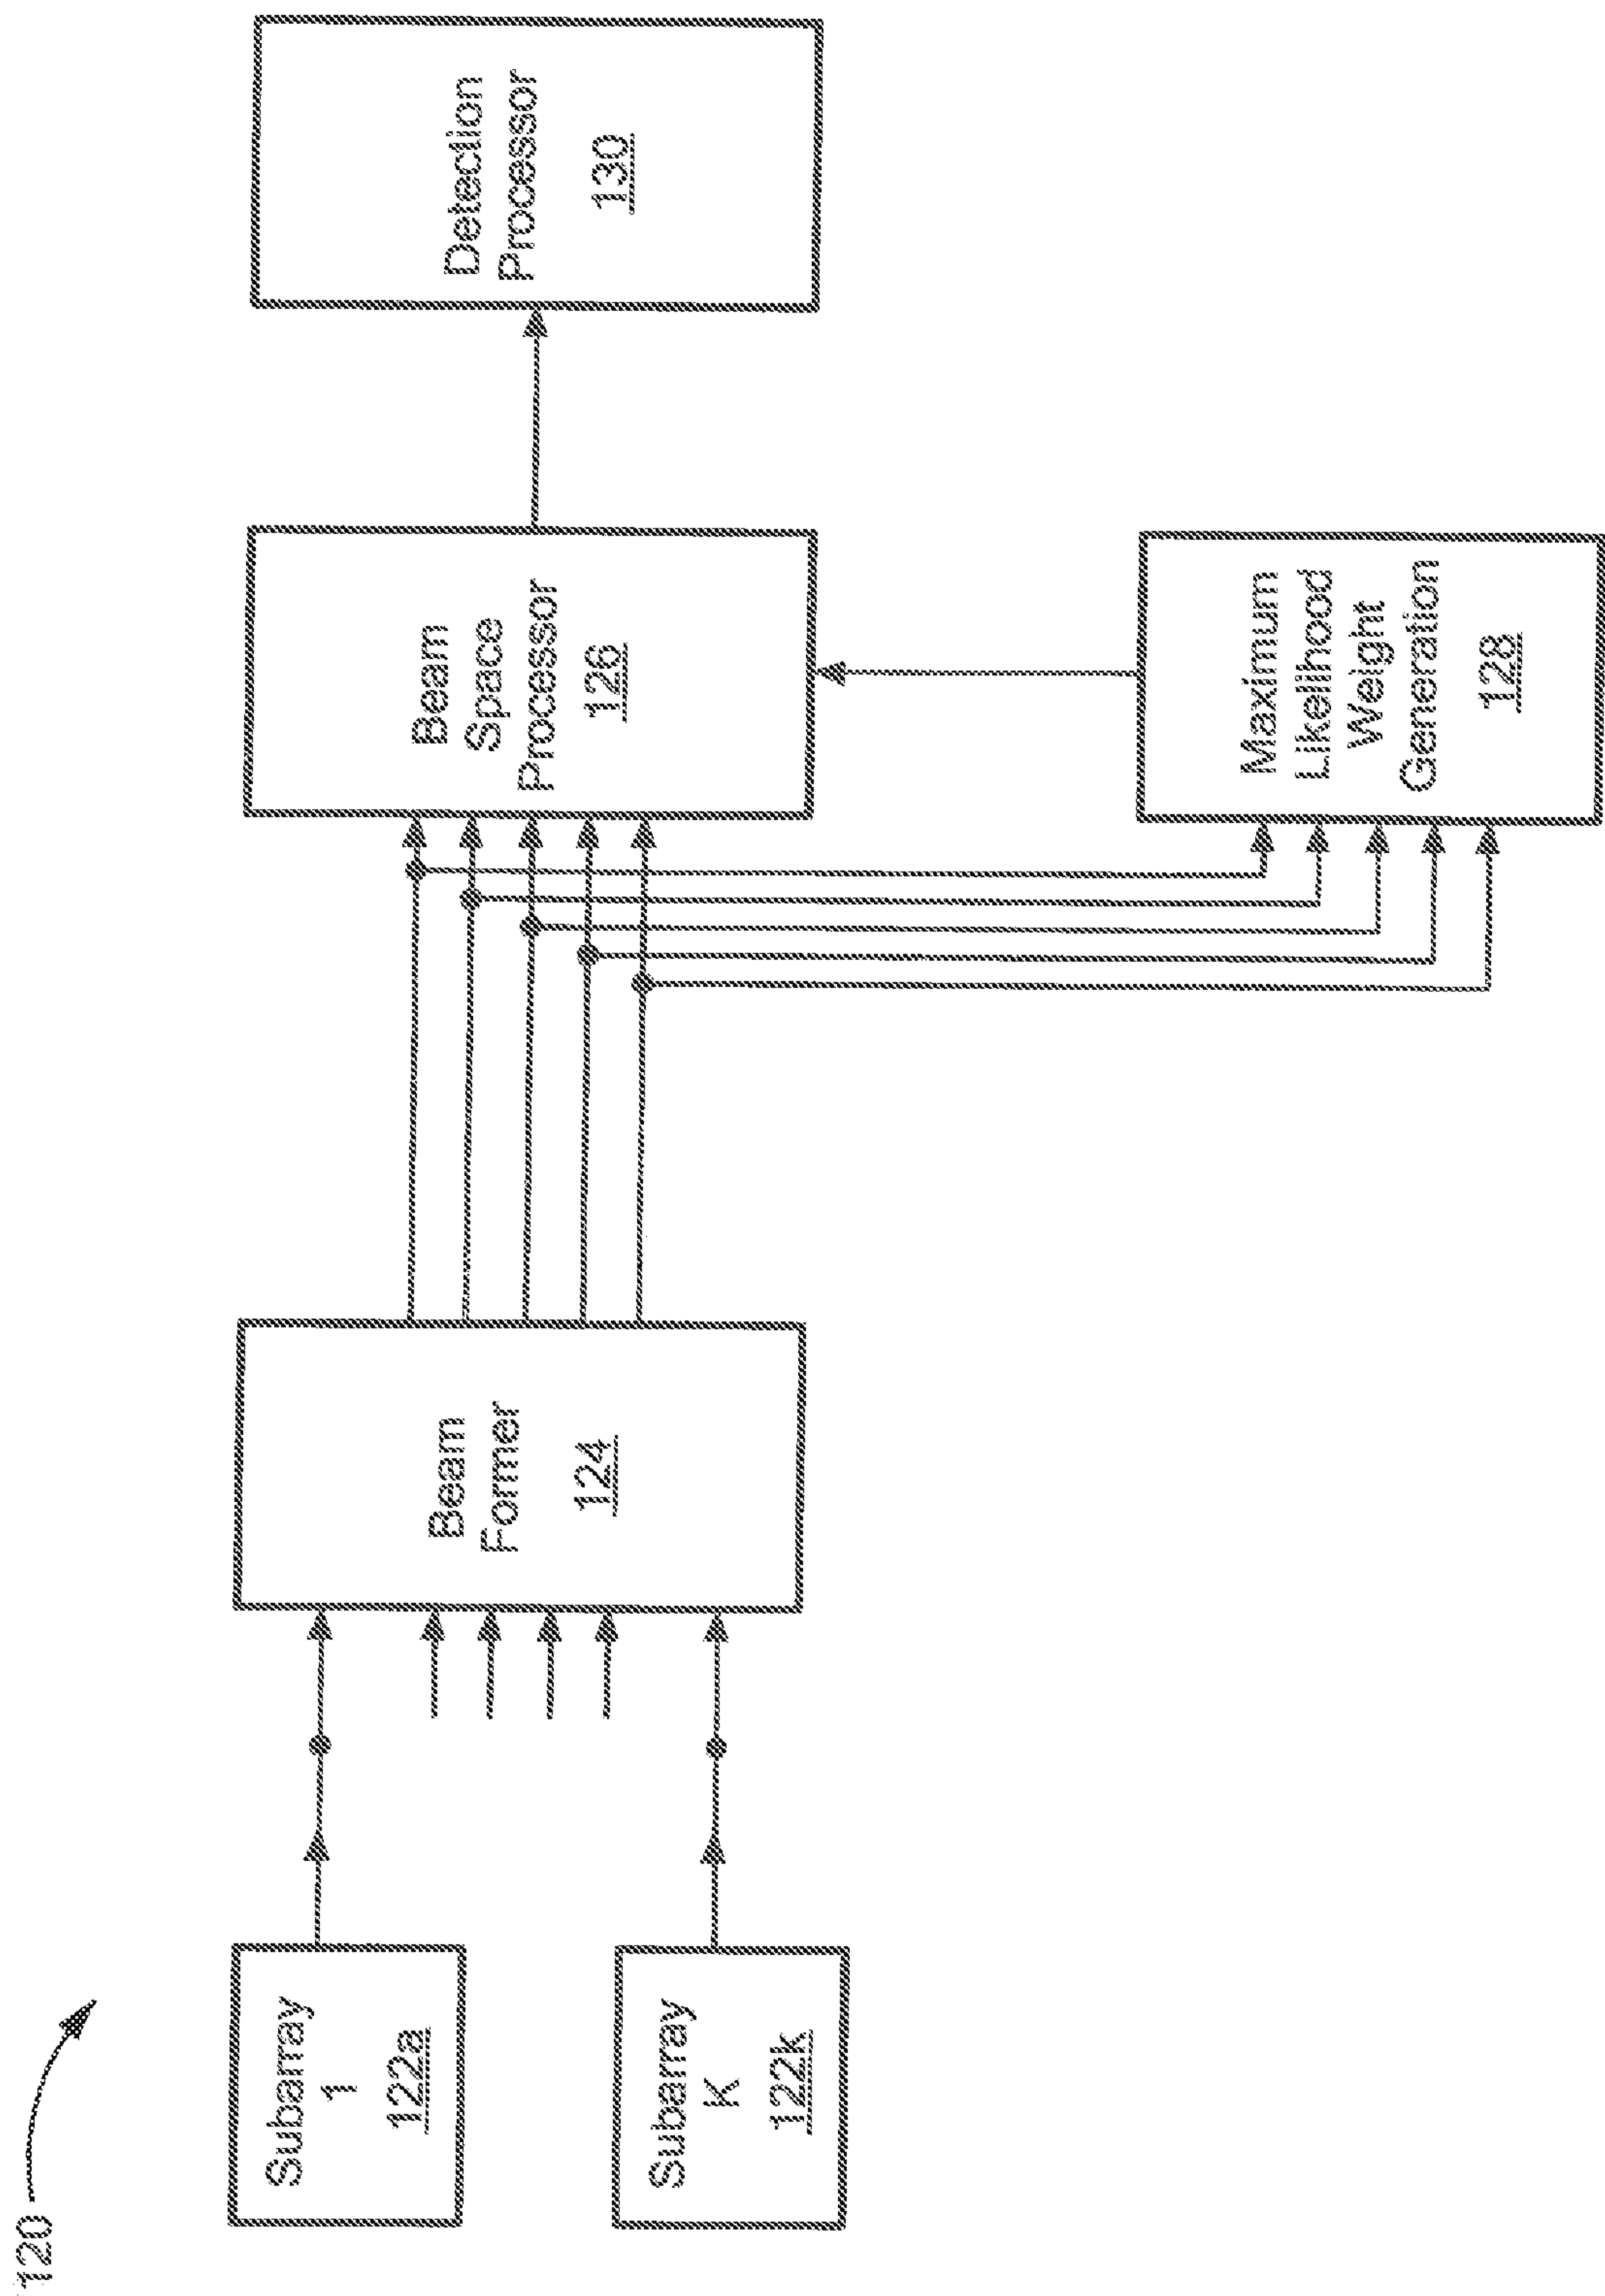 120
Subarray
1
122a
Subarray
K
122k
Beam
Former
124
Beam
Space
Processor
126
Maximum
Likelihood
Weight
Generation
128
Detection
Processor
130